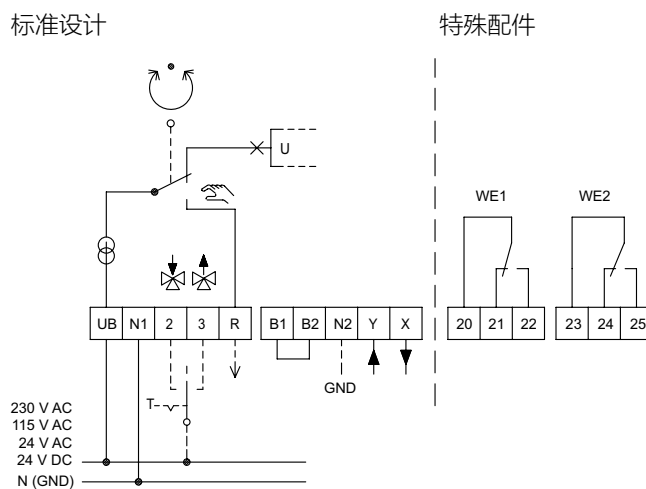 标准设计
特殊配件
U
WE1
WE2
UB N1 2 3 R
B1 B2 N2 Y X
20 21 22
23 24 25
GND
T
230 V AC
115 V AC
24 V AC
24 V DC
N (GND)